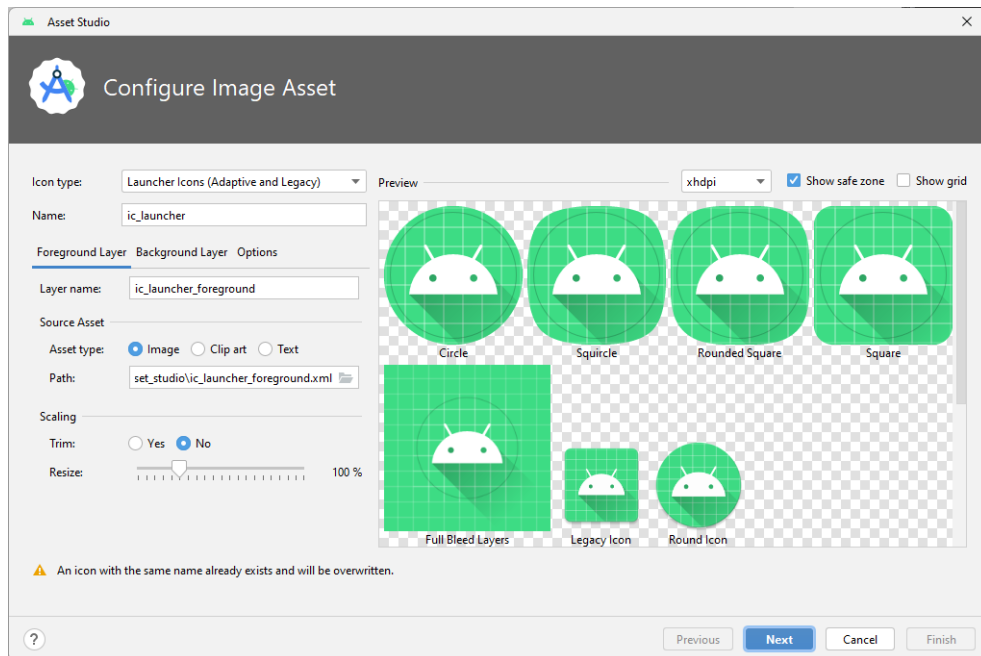 Asset Studio
Configure Image Asset
Icon type: Launcher Icons (Adaptive and Legacy)
Name: ic_launcher
Foreground Layer Background Layer Options
Layer name: ic_launcher_foreground
Source Asset
Asset type: Image Clip art Text
Path: set_studio\ic_launcher_foreground.xml
Scaling
Trim: Yes No
Resize: 100 %
Preview xhdpi Show safe zone Show grid
Circle Squircle Rounded Square Square
Full Bleed Layers Legacy Icon Round Icon
An icon with the same name already exists and will be overwritten.
? Previous Next Cancel Finish